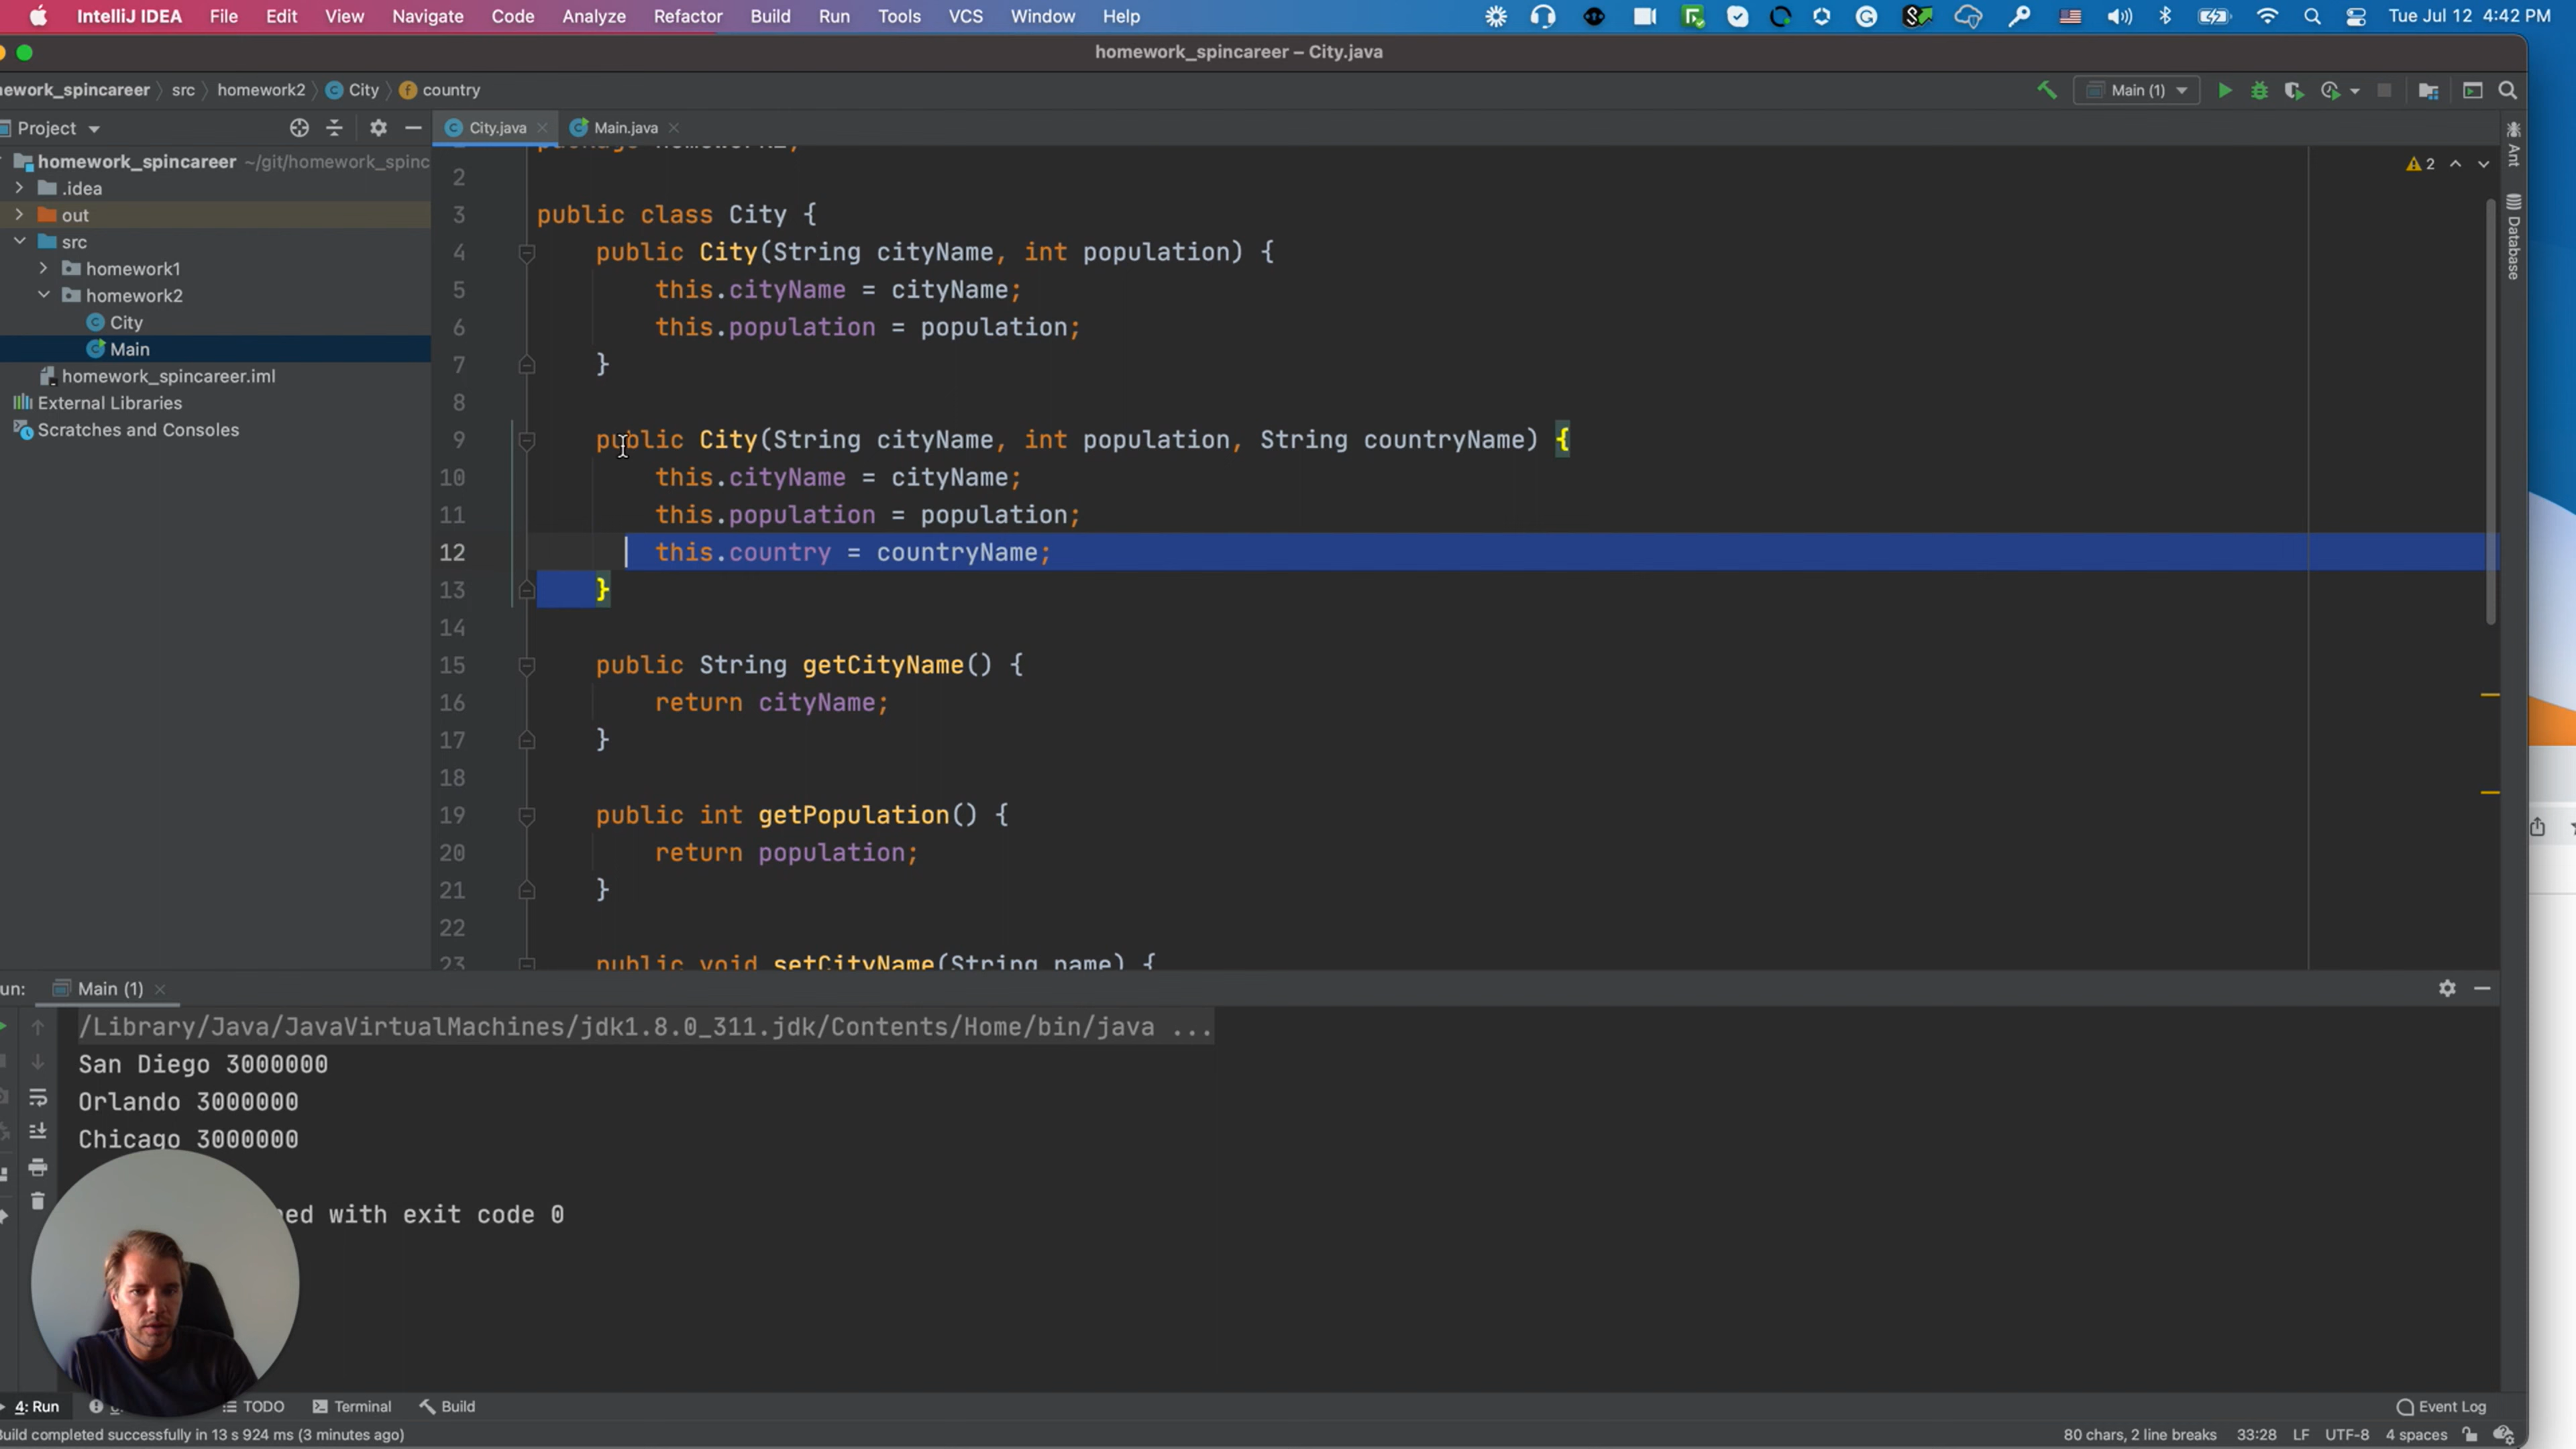 IntelliJ IDEA File Edit View Navigate Code Analyze Refactor Build Run Tools VCS Window Help Tue Jul 12 4:42 PM
homework_spincareer – City.java
ework_spincareer src homework2 City country Main (1)
Project City.java Main.java
homework_spincareer ~/git/homework_spinc
.idea
out
src
homework1
homework2
City
Main
homework_spincareer.iml
External Libraries
Scratches and Consoles
2
Ant
Database
2
3 public class City {
4 public City(String cityName, int population) {
5 this.cityName = cityName;
6 this.population = population;
7 }
8
9 public City(String cityName, int population, String countryName) {
10 this.cityName = cityName;
11 this.population = population;
12 this.country = countryName;
13 }
14
15 public String getCityName() {
16 return cityName;
17 }
18
19 public int getPopulation() {
20 return population;
21 }
22
23 public void setCityName(String name) {
un: Main (1)
/Library/Java/JavaVirtualMachines/jdk1.8.0_311.jdk/Contents/Home/bin/java ...
San Diego 3000000
Orlando 3000000
Chicago 3000000
ed with exit code 0
4: Run TODO Terminal Build Event Log
Build completed successfully in 13 s 924 ms (3 minutes ago) 80 chars, 2 line breaks 33:28 LF UTF-8 4 spaces